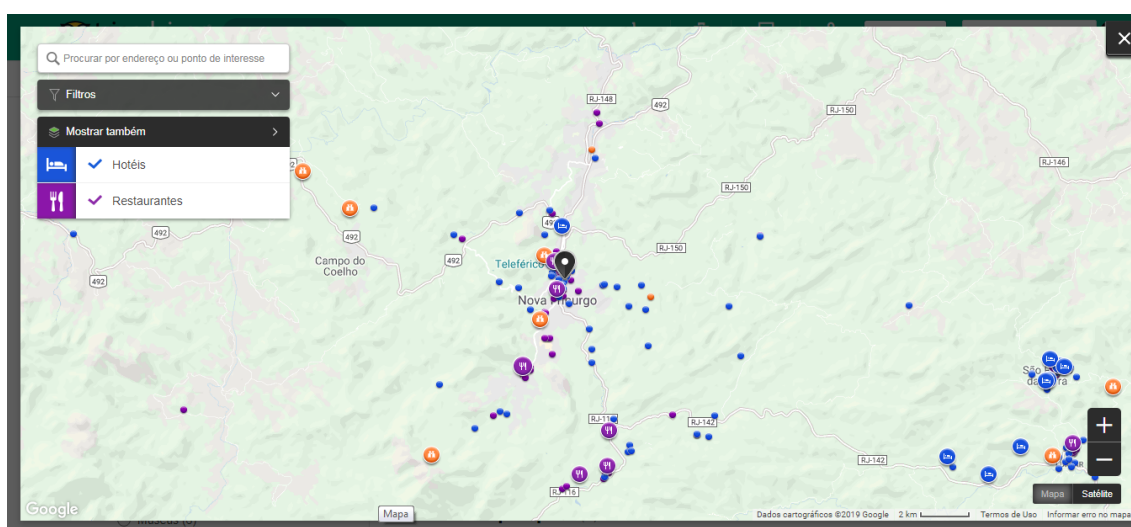 Procurar por endereço ou ponto de interesse
Filtros
Mostrar também
Hotéis
Restaurantes
RJ-148
492
RJ-150
RJ-146
RJ-150
492
492
492
RJ-150
Campo do
Coelho
492
Teleférico
492
Nova Friburgo
São
da
RJ-116
RJ-142
RJ-142
RJ-116
+
−
Mapa Satélite
Google
Mapa
Dados cartográficos ©2019 Google 2 km Termos de Uso Informar erro no mapa